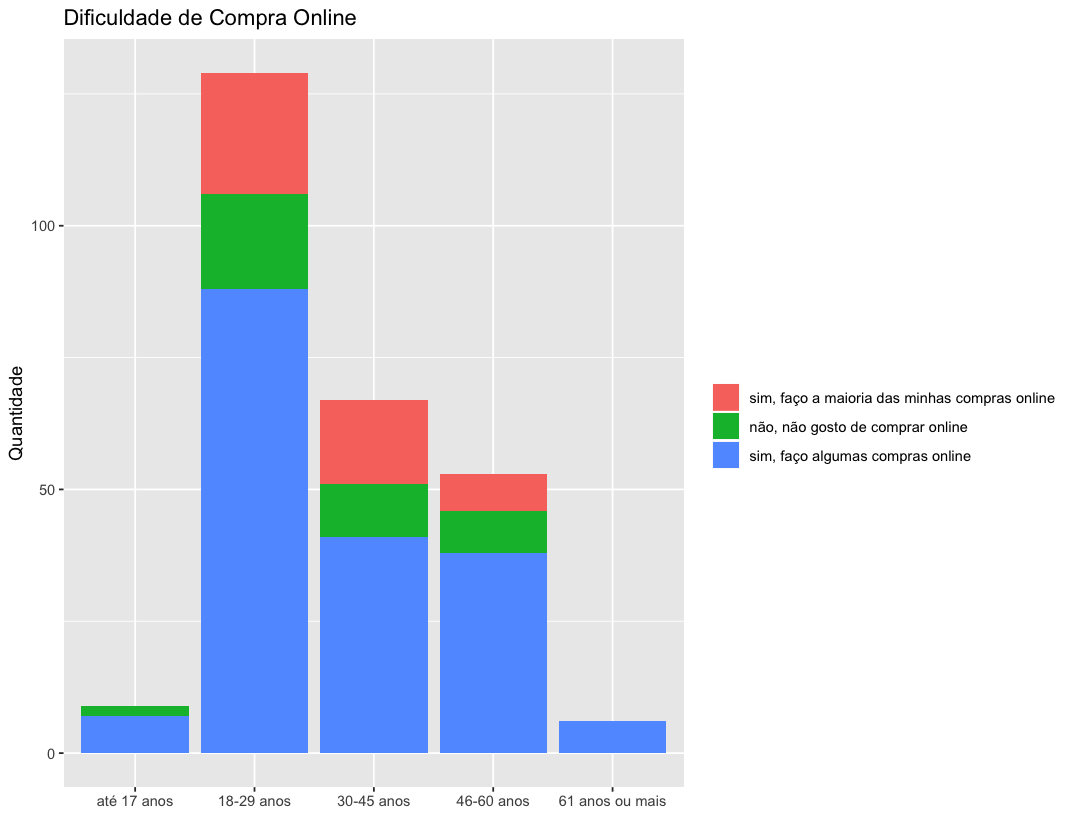 Dificuldade de Compra Online
Quantidade
100
50
0
até 17 anos
18-29 anos
30-45 anos
46-60 anos
61 anos ou mais
sim, faço a maioria das minhas compras online
não, não gosto de comprar online
sim, faço algumas compras online